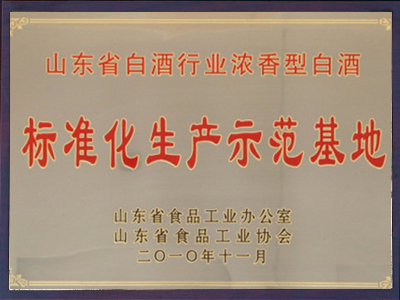 山东省白酒行业浓香型白酒
标准化生产示范基地
山东省食品工业办公室
山东省食品工业协会
二〇一〇年十一月